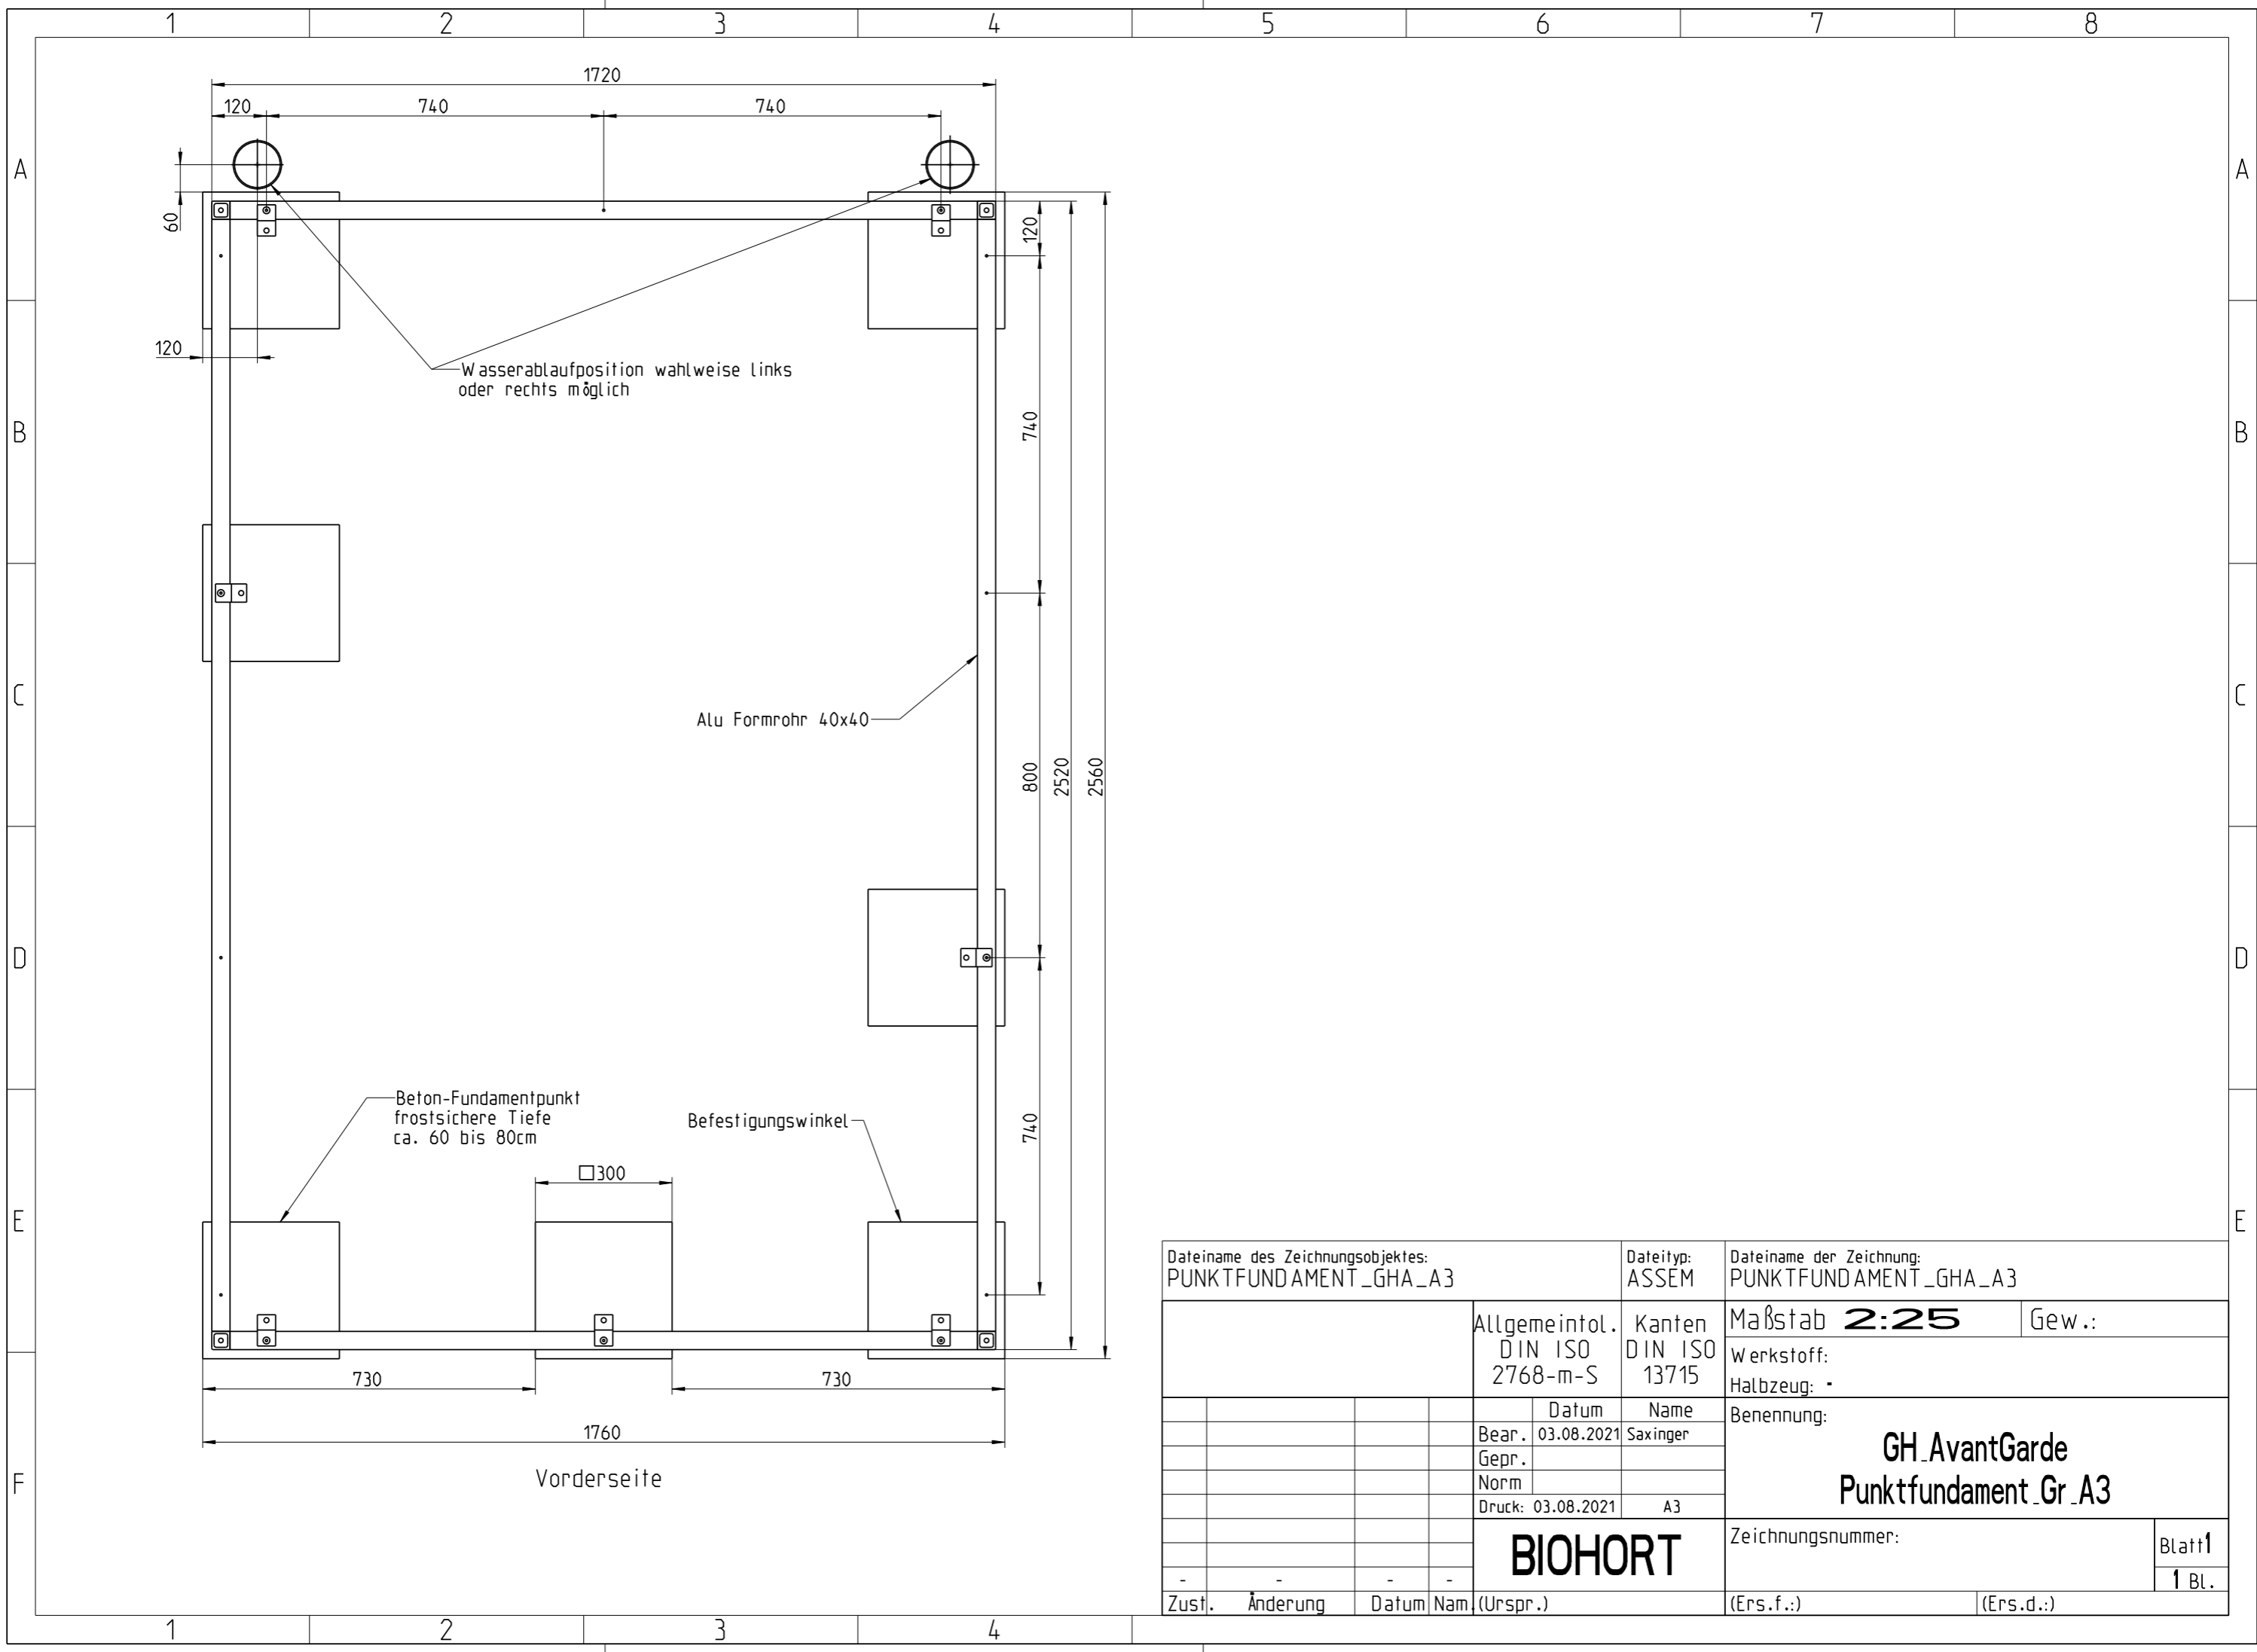 1 2 3 4 5 6 7 8
1720
120 740 740
A A
60
120
120
Wasserablaufposition wahlweise links
oder rechts möglich
740
B B
C C
Alu Formrohr 40x40
800
2520
2560
D D
Beton-Fundamentpunkt
frostsichere Tiefe
ca. 60 bis 80cm
Befestigungswinkel
740
□300
E E
730 730
1760
Vorderseite
F
Dateiname des Zeichnungsobjektes:
PUNKTFUNDAMENT_GHA_A3
Dateityp:
ASSEM
Dateiname der Zeichnung:
PUNKTFUNDAMENT_GHA_A3
Allgemeintol.
DIN ISO
2768-m-S
Kanten
DIN ISO
13715
Maßstab 2:25
Gew.:
Werkstoff:
Halbzeug: -
Datum Name
Bear. 03.08.2021 Saxinger
Gepr.
Norm
Druck: 03.08.2021 A3
Benennung:
GH_AvantGarde
Punktfundament_Gr_A3
BIOHORT
Zeichnungsnummer:
Blatt1
1 Bl.
- - - -
Zust. Änderung Datum Nam. (Urspr.) (Ers.f.:) (Ers.d.:)
1 2 3 4